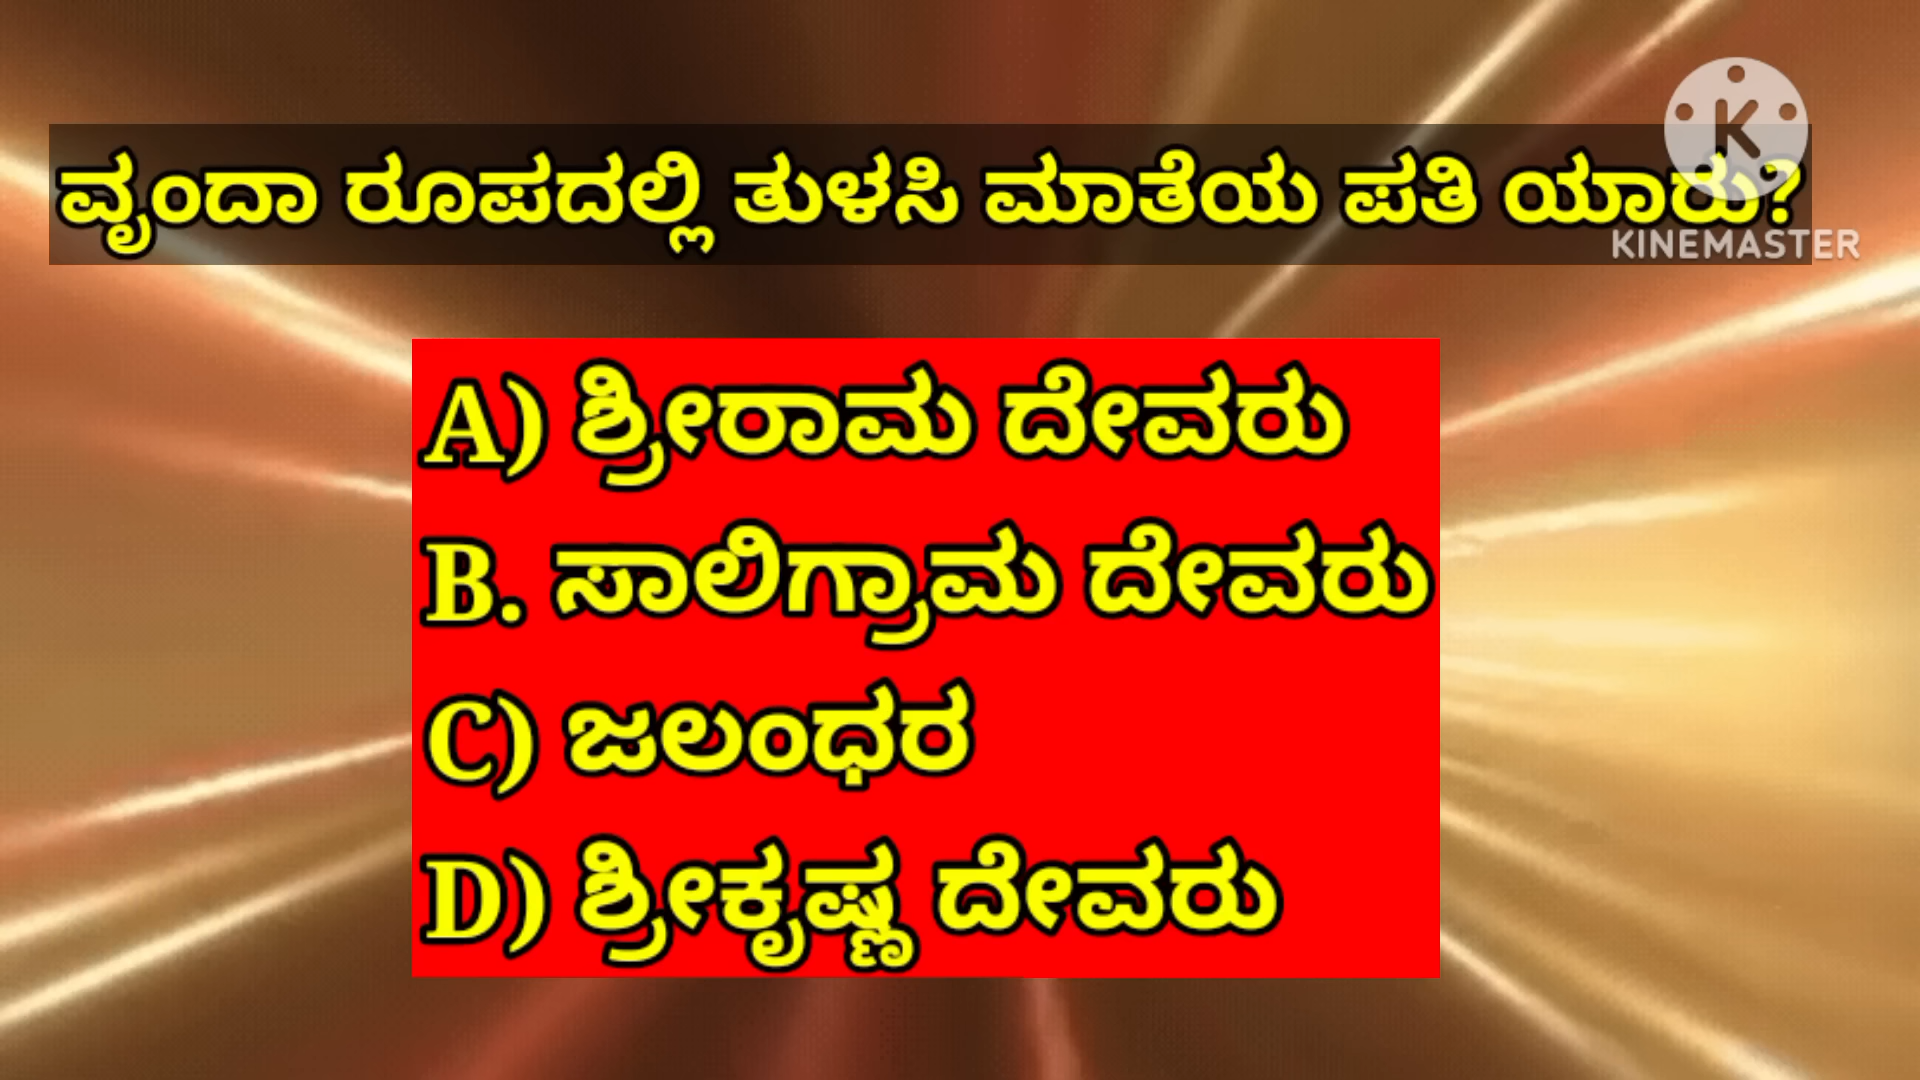 ವೃಂದಾ ರೂಪದಲ್ಲಿ ತುಳಸಿ ಮಾತೆಯ ಪತಿ ಯಾರು?
KINEMASTER
A) ಶ್ರೀರಾಮ ದೇವರು
B. ಸಾಲಿಗ್ರಾಮ ದೇವರು
C) ಜಲಂಧರ
D) ಶ್ರೀಕೃಷ್ಣ ದೇವರು